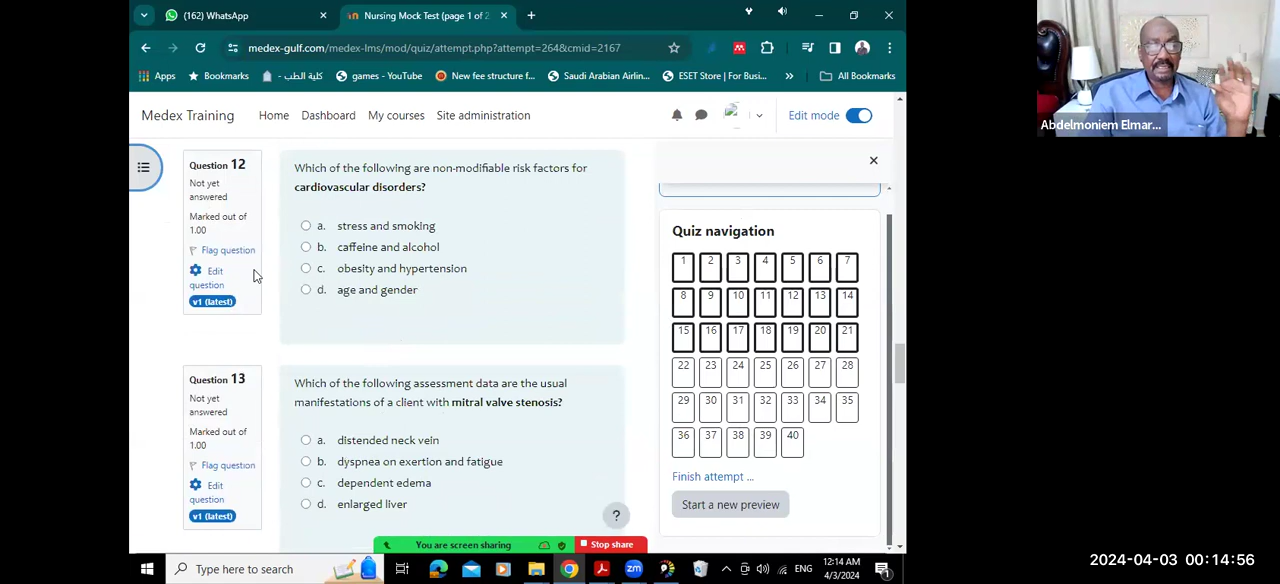 (162) WhatsApp
Nursing Mock Test (page 1 of 2
medex-gulf.com/medex-lms/mod/quiz/attempt.php?attempt=264&cmid=2167
Apps
Bookmarks
كلية الطب -
games - YouTube
New fee structure f...
Saudi Arabian Airlin...
ESET Store | For Busi...
All Bookmarks
Medex Training
Home
Dashboard
My courses
Site administration
Edit mode
Abdelmoniem Elmar...
Question 12
Not yet
answered
Marked out of
1.00
Flag question
Edit
question
v1 (latest)
Which of the following are non-modifiable risk factors for
cardiovascular disorders?
a. stress and smoking
b. caffeine and alcohol
c. obesity and hypertension
d. age and gender
Question 13
Not yet
answered
Marked out of
1.00
Flag question
Edit
question
v1 (latest)
Which of the following assessment data are the usual
manifestations of a client with mitral valve stenosis?
a. distended neck vein
b. dyspnea on exertion and fatigue
c. dependent edema
d. enlarged liver
Quiz navigation
1 2 3 4 5 6 7
8 9 10 11 12 13 14
15 16 17 18 19 20 21
22 23 24 25 26 27 28
29 30 31 32 33 34 35
36 37 38 39 40
Finish attempt ...
Start a new preview
?
You are screen sharing
Stop share
Type here to search
zm
ENG
12:14 AM
4/3/2024
1
2024-04-03 00:14:56